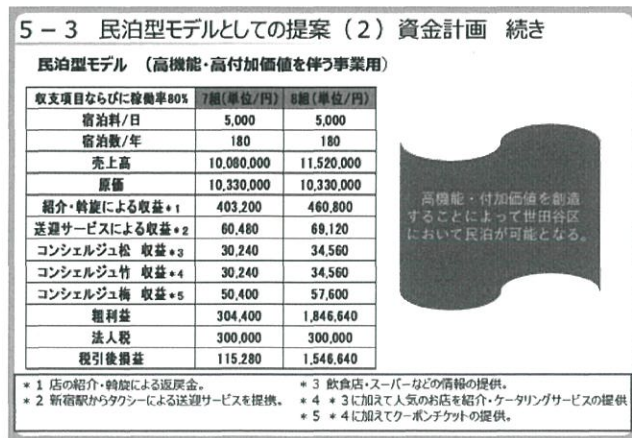 5-3 民泊型モデルとしての提案(2)資金計画 続き
民泊型モデル (高機能・高付加価値を伴う事業用)
収支項目ならびに稼働率80% 7組(単位/円) 8組(単位/円)
宿泊料/日 5,000 5,000
宿泊数/年 180 180
売上高 10,080,000 11,520,000
原価 10,330,000 10,330,000
紹介・斡旋による収益*1 403,200 460,800
送迎サービスによる収益*2 60,480 69,120
コンシェルジュ松 収益*3 30,240 34,560
コンシェルジュ竹 収益*4 30,240 34,560
コンシェルジュ梅 収益*5 50,400 57,600
粗利益 304,400 1,846,640
法人税 300,000 300,000
税引後損益 115,280 1,546,640
高機能・付加価値を創造
することによって世田谷区
において民泊が可能となる。
*1 店の紹介・斡旋による返戻金。
*2 新宿駅からタクシーによる送迎サービスを提携。
*3 飲食店・スーパーなどの情報の提供。
*4 *3に加えて人気のお店を紹介・ケータリングサービスの提供
*5 *4に加えてクーポンチケットの提供。